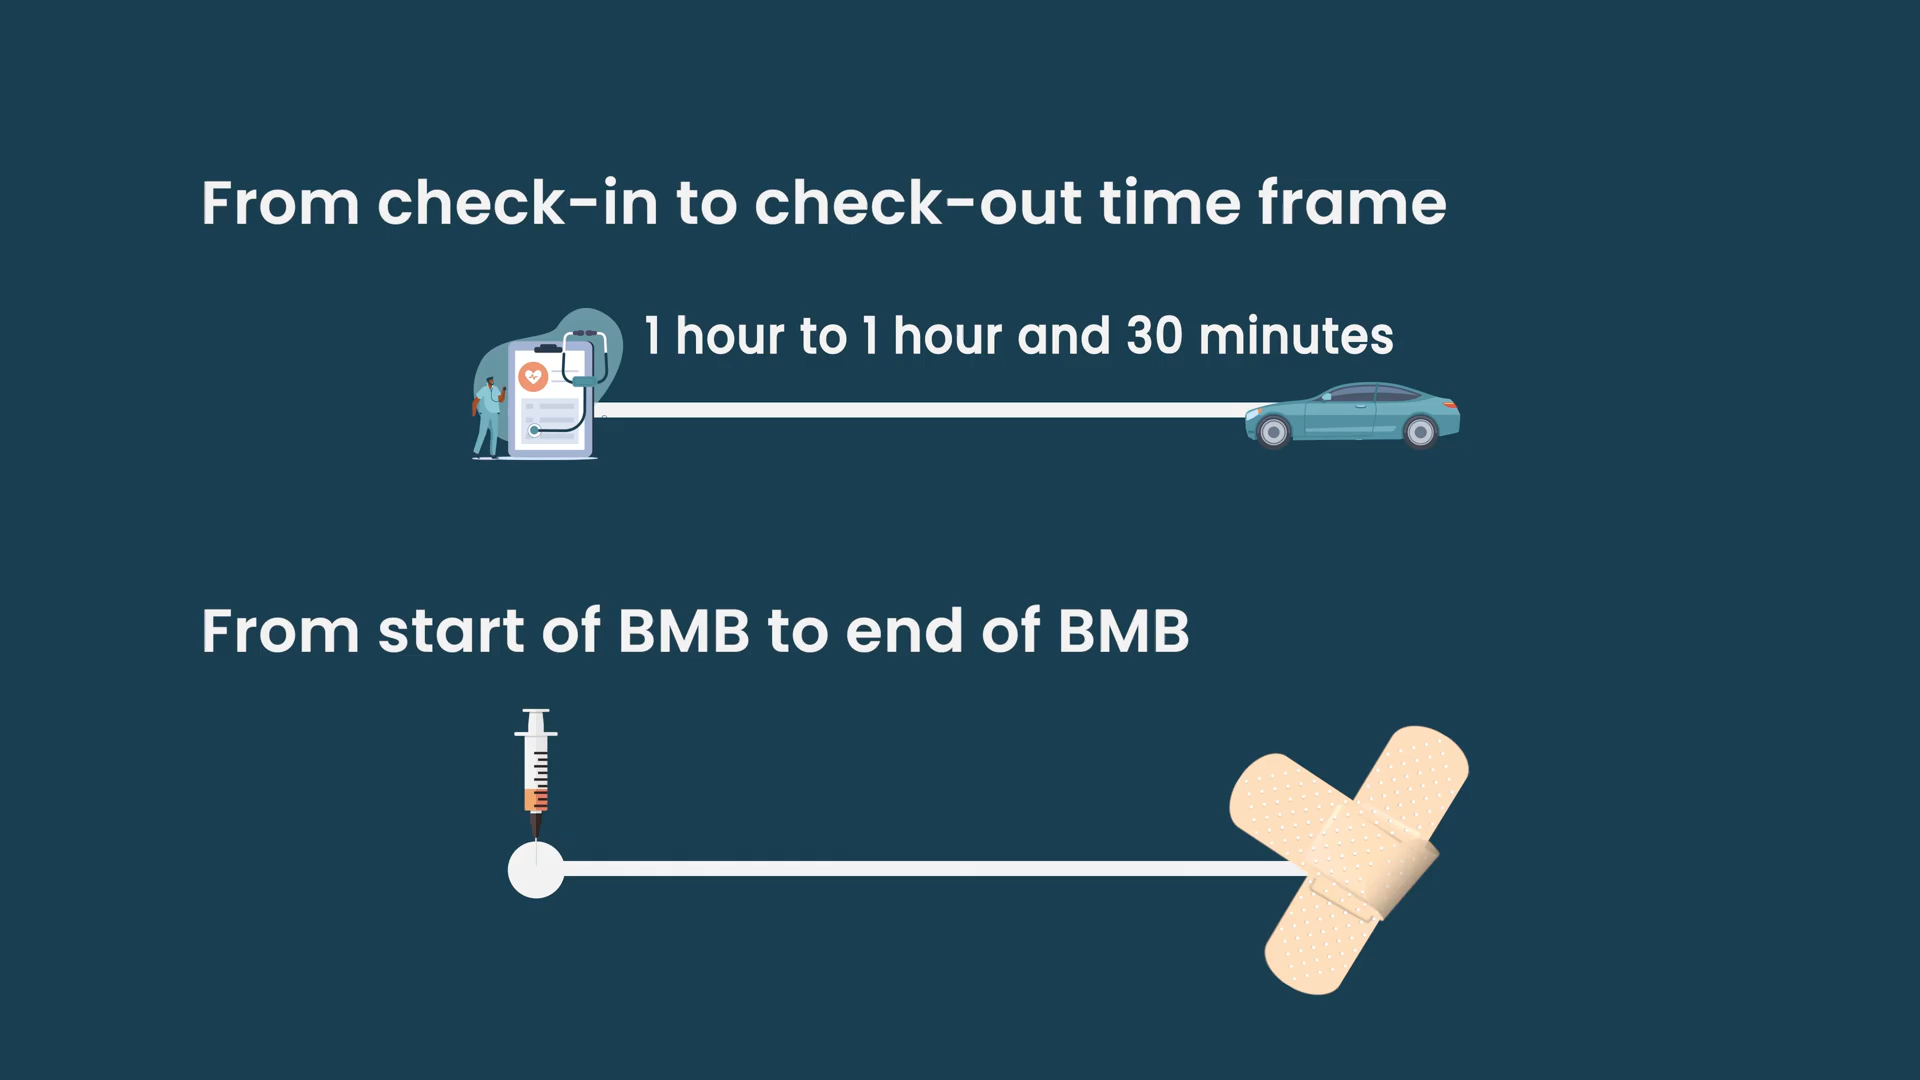 From check-in to check-out time frame
1 hour to 1 hour and 30 minutes
From start of BMB to end of BMB